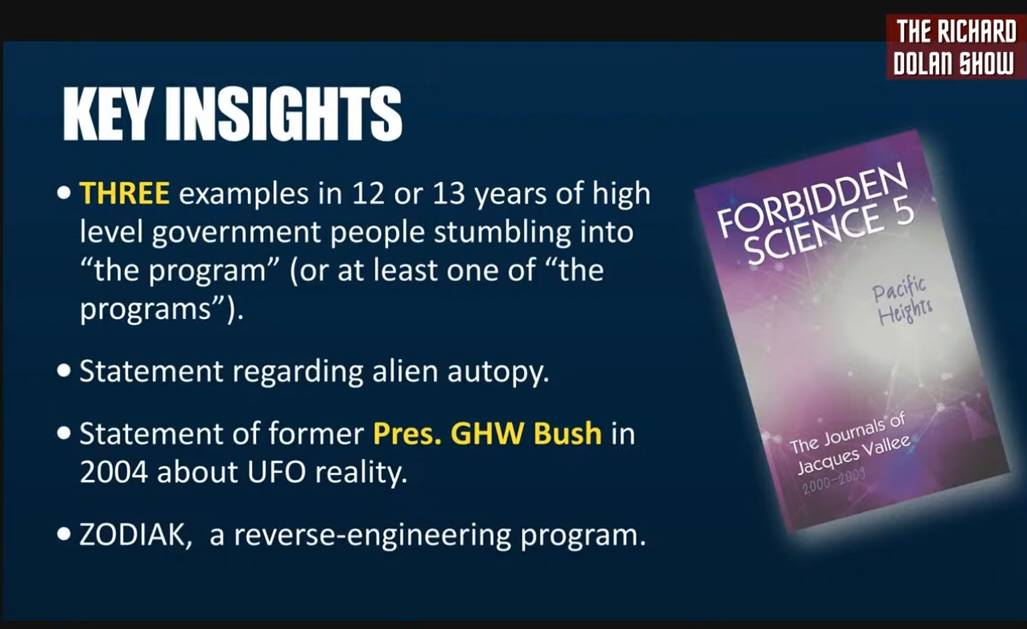 THE RICHARD
DOLAN SHOW
KEY INSIGHTS
• THREE examples in 12 or 13 years of high
level government people stumbling into
“the program” (or at least one of “the
programs”).
• Statement regarding alien autopy.
• Statement of former Pres. GHW Bush in
2004 about UFO reality.
• ZODIAK,  a reverse-engineering program.
FORBIDDEN
SCIENCE 5
Pacific
Heights
The Journals of
Jacques Vallee
2000-2009